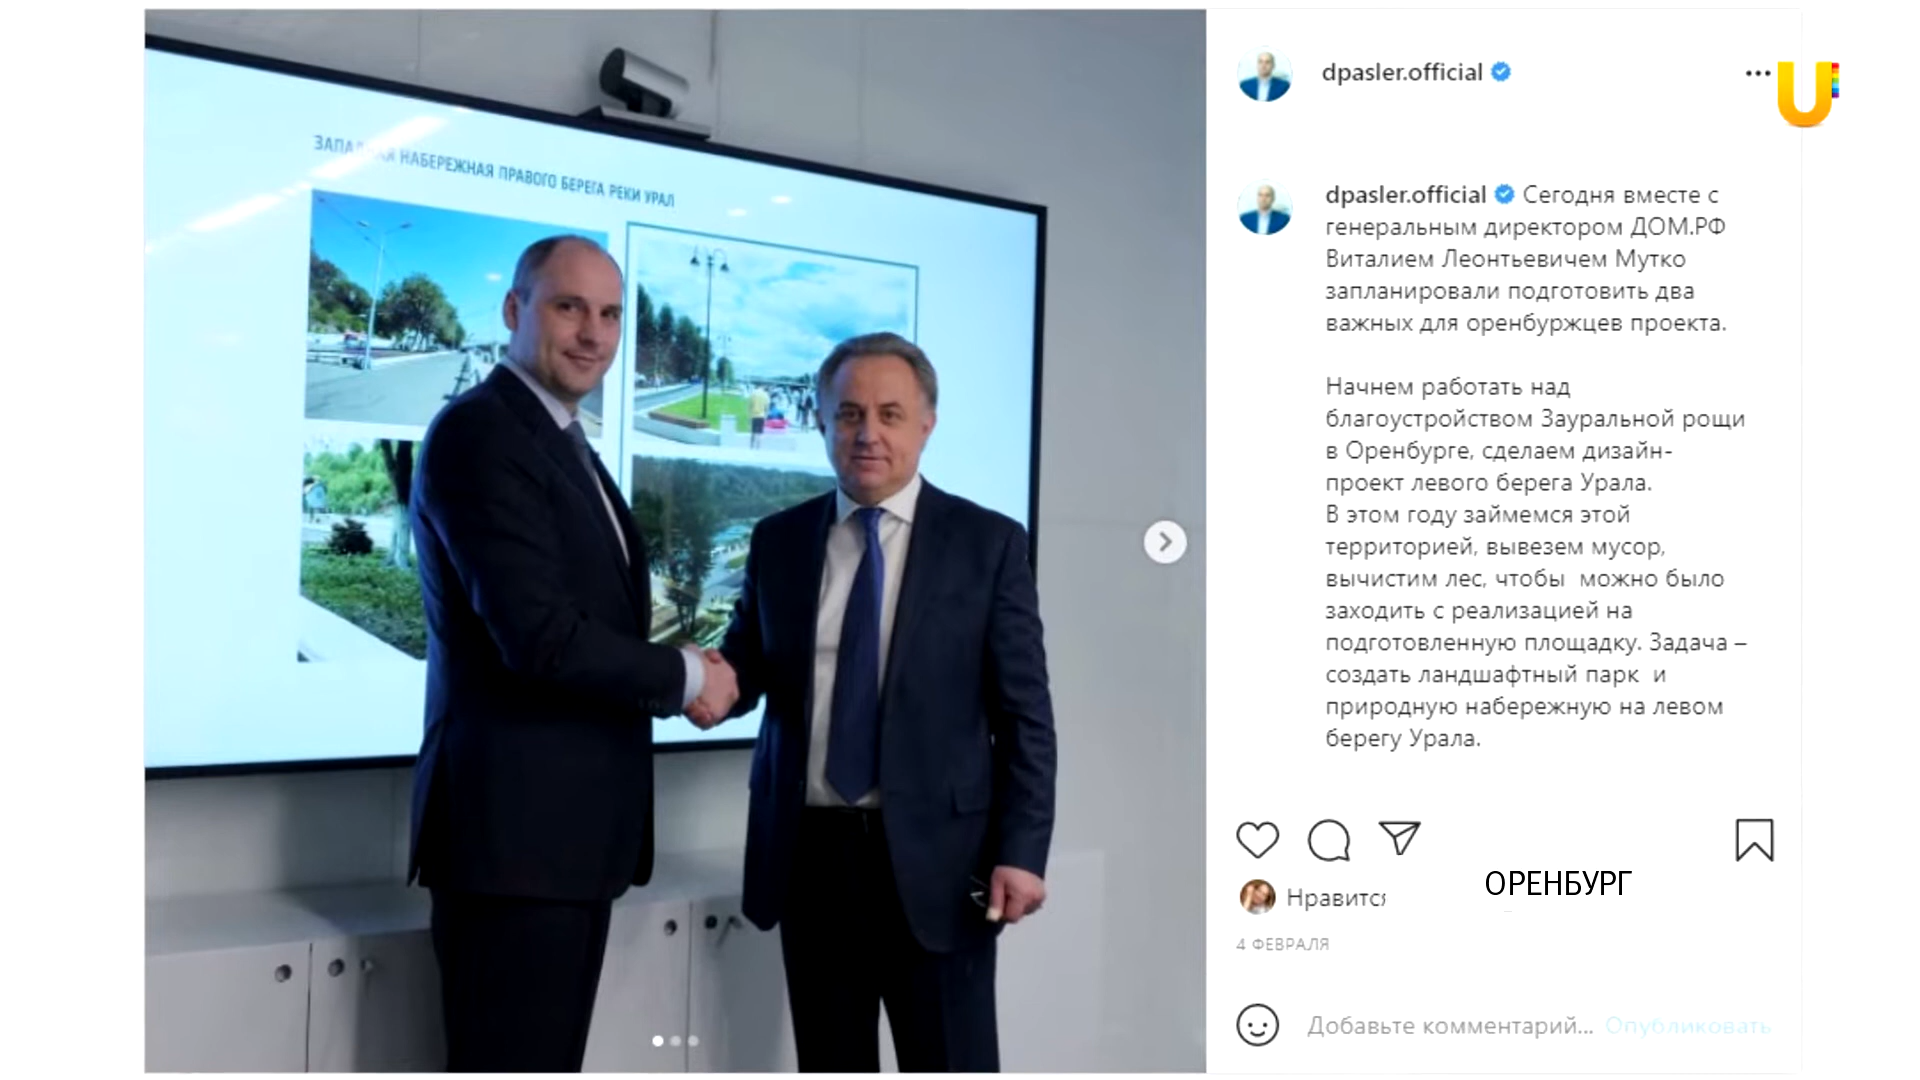 ЗАПАДНАЯ НАБЕРЕЖНАЯ ПРАВОГО БЕРЕГА РЕКИ УРАЛ
dpasler.official
U
dpasler.official Сегодня вместе с
генеральным директором ДОМ.РФ
Виталием Леонтьевичем Мутко
запланировали подготовить два
важных для оренбуржцев проекта.
Начнем работать над
благоустройством Зауральной рощи
в Оренбурге, сделаем дизайн-
проект левого берега Урала.
В этом году займемся этой
территорией, вывезем мусор,
вычистим лес, чтобы можно было
заходить с реализацией на
подготовленную площадку. Задача –
создать ландшафтный парк и
природную набережную на левом
берегу Урала.
Нравится
ОРЕНБУРГ
4 ФЕВРАЛЯ
Добавьте комментарий... Опубликовать